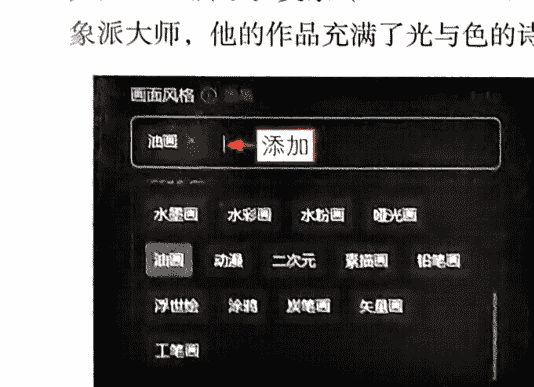 象派大师，他的作品充满了光与色的诗
画面风格
油画 × 添加
水墨画 水彩画 水粉画 哑光画
油画 动漫 二次元 素描画 铅笔画
浮世绘 涂鸦 炭笔画 矢量画
工笔画